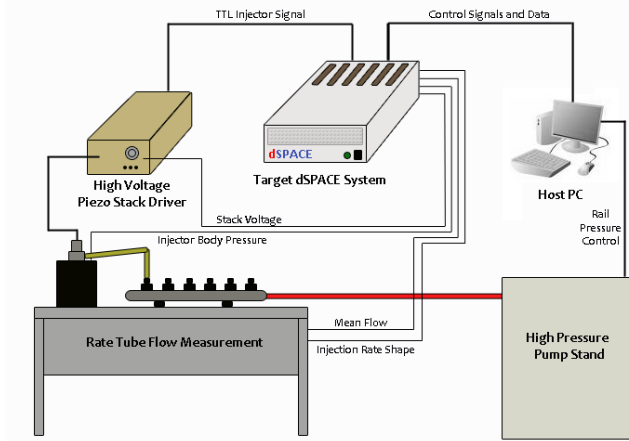 TTL Injector Signal
Control Signals and Data
dSPACE
High Voltage
Piezo Stack Driver
Target dSPACE System
Host PC
Stack Voltage
Injector Body Pressure
Rail
Pressure
Control
Mean Flow
Rate Tube Flow Measurement
Injection Rate Shape
High Pressure
Pump Stand